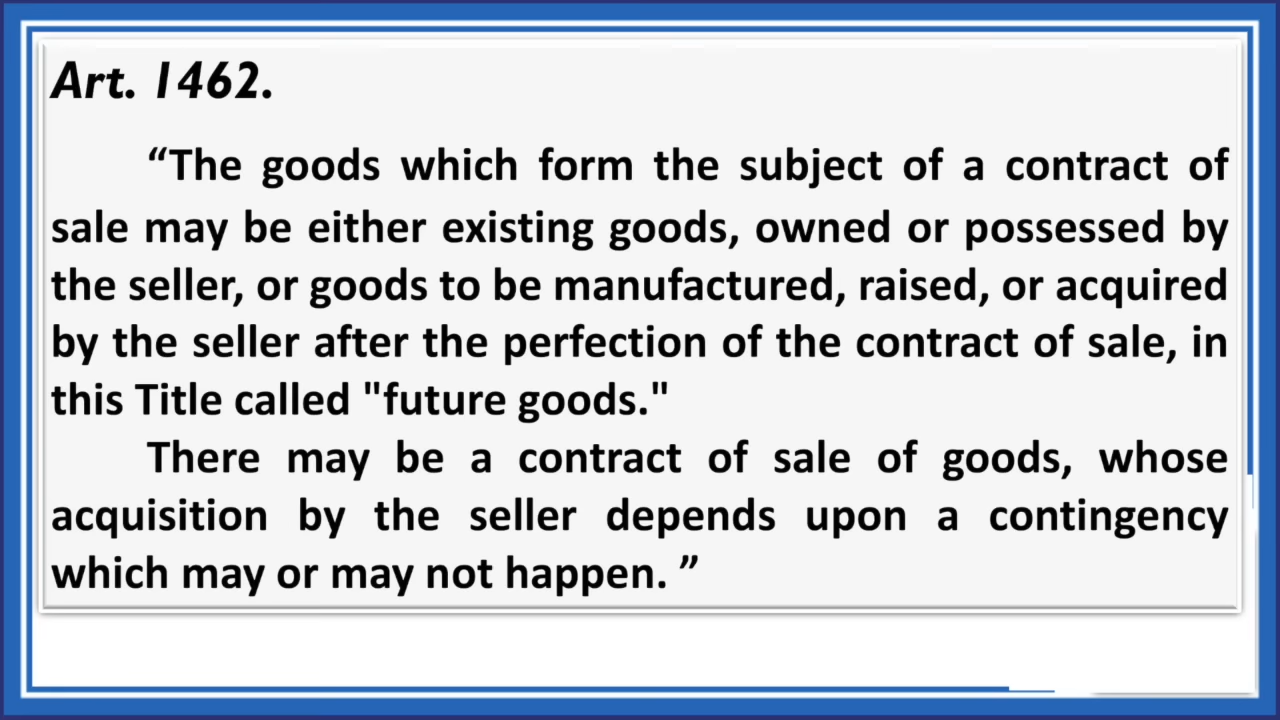 Art. 1462.
“The goods which form the subject of a contract of
sale may be either existing goods, owned or possessed by
the seller, or goods to be manufactured, raised, or acquired
by the seller after the perfection of the contract of sale, in
this Title called "future goods."
There may be a contract of sale of goods, whose
acquisition by the seller depends upon a contingency
which may or may not happen. ”